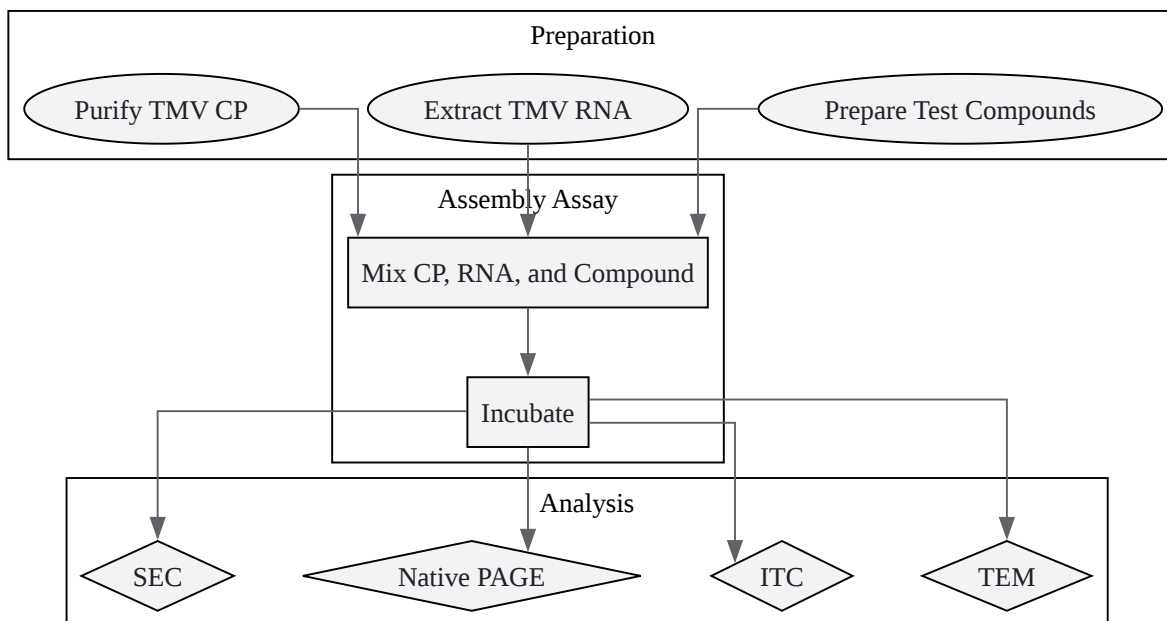 Preparation
Purify TMV CP
Extract TMV RNA
Prepare Test Compounds
Assembly Assay
Mix CP, RNA, and Compound
Incubate
Analysis
SEC
Native PAGE
ITC
TEM